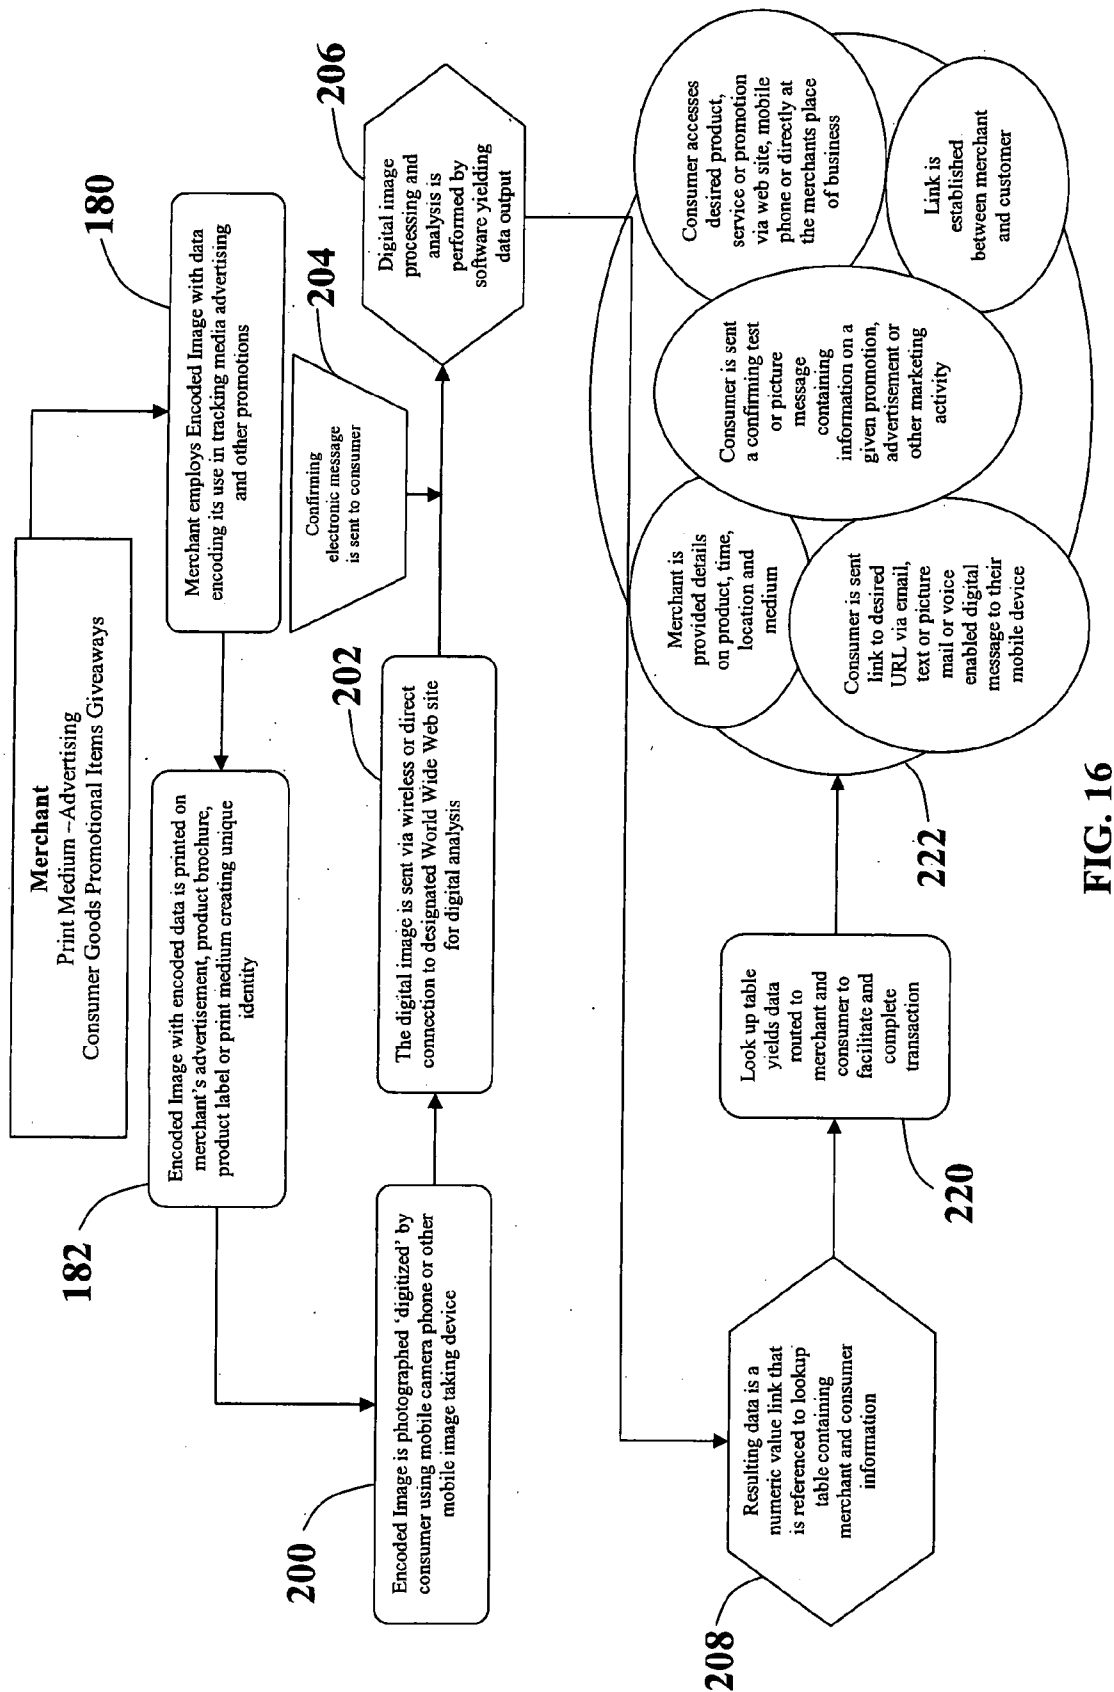 Merchant
Print Medium –Advertising
Consumer Goods Promotional Items Giveaways
180
Merchant employs Encoded Image with data
encoding its use in tracking media advertising
and other promotions
182
Encoded Image with encoded data is printed on
merchant's advertisement, product brochure,
product label or print medium creating unique
identity
200
Encoded Image is photographed 'digitized' by
consumer using mobile camera phone or other
mobile image taking device
202
The digital image is sent via wireless or direct
connection to designated World Wide Web site
for digital analysis
204
Confirming
electronic message
is sent to consumer
206
Digital image
processing and
analysis is
performed by
software yielding
data output
208
Resulting data is a
numeric value link that
is referenced to lookup
table containing
merchant and consumer
information
220
Look up table
yields data
routed to
merchant and
consumer to
facilitate and
complete
transaction
222
Merchant is
provided details
on product, time,
location and
medium
Consumer is sent
link to desired
URL via email,
text or picture
mail or voice
enabled digital
message to their
mobile device
Consumer is sent
a confirming test
or picture
message
containing
information on a
given promotion,
advertisement or
other marketing
activity
Consumer accesses
desired product,
service or promotion
via web site, mobile
phone or directly at
the merchants place
of business
Link is
established
between merchant
and customer
FIG. 16